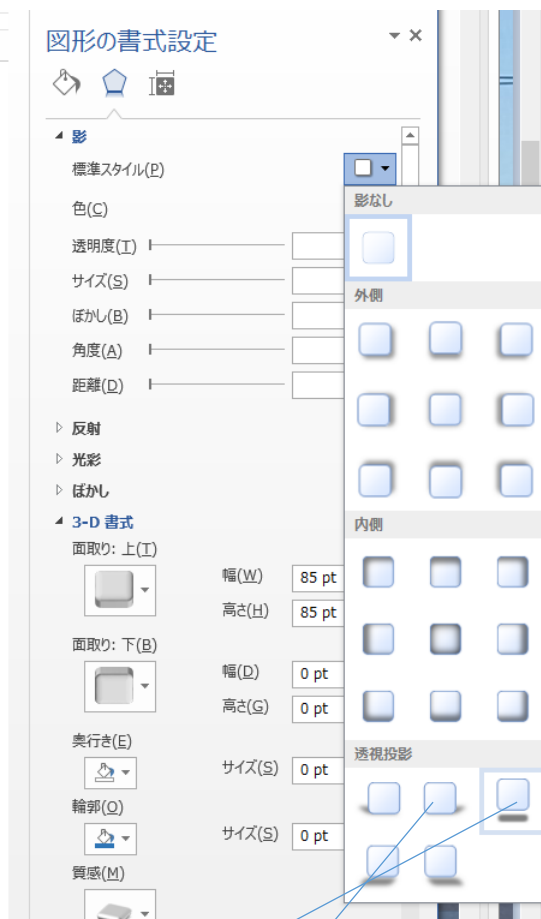 図形の書式設定
影
標準スタイル(P)
色(C)
透明度(T)
サイズ(S)
ぼかし(B)
角度(A)
距離(D)
反射
光彩
ぼかし
3-D 書式
面取り: 上(T)
幅(W) 85 pt
高さ(H) 85 pt
面取り: 下(B)
幅(D) 0 pt
高さ(G) 0 pt
奥行き(E)
サイズ(S) 0 pt
輪郭(O)
サイズ(S) 0 pt
質感(M)
影なし
外側
内側
透視投影